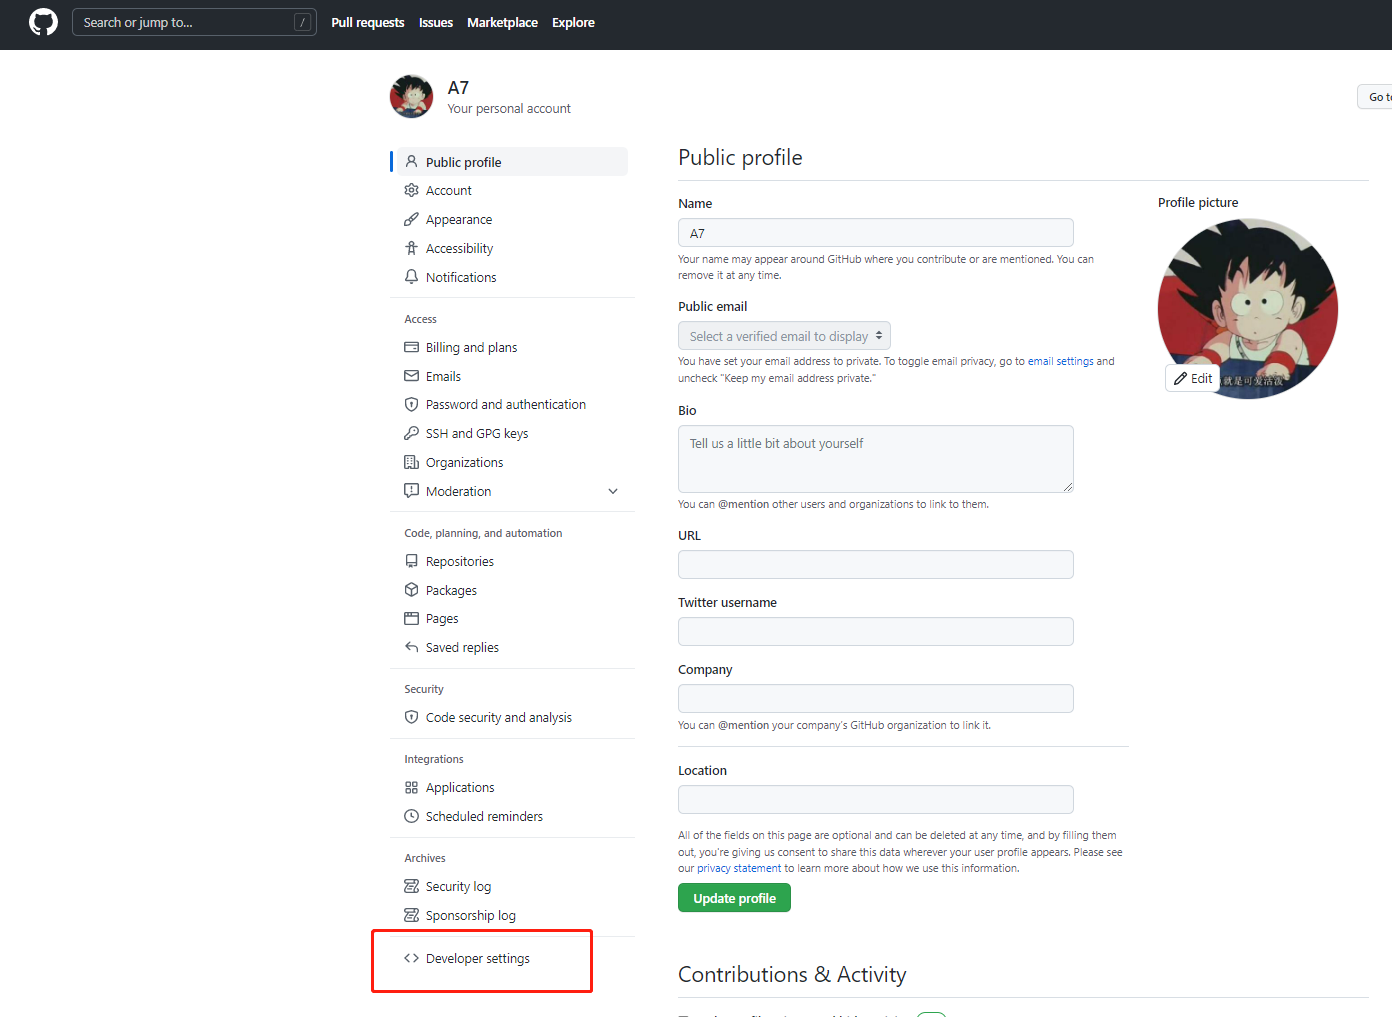 Search or jump to...
/
Pull requests
Issues
Marketplace
Explore
A7
Your personal account
Go to
Public profile
Account
Appearance
Accessibility
Notifications
Access
Billing and plans
Emails
Password and authentication
SSH and GPG keys
Organizations
Moderation
Code, planning, and automation
Repositories
Packages
Pages
Saved replies
Security
Code security and analysis
Integrations
Applications
Scheduled reminders
Archives
Security log
Sponsorship log
Developer settings
Public profile
Name
A7
Your name may appear around GitHub where you contribute or are mentioned. You can
remove it at any time.
Public email
Select a verified email to display
You have set your email address to private. To toggle email privacy, go to email settings and
uncheck "Keep my email address private."
Bio
Tell us a little bit about yourself
You can @mention other users and organizations to link to them.
URL
Twitter username
Company
You can @mention your company's GitHub organization to link it.
Location
All of the fields on this page are optional and can be deleted at any time, and by filling them
out, you're giving us consent to share this data wherever your user profile appears. Please see
our privacy statement to learn more about how we use this information.
Update profile
Contributions & Activity
Profile picture
Edit
就是可爱活泼